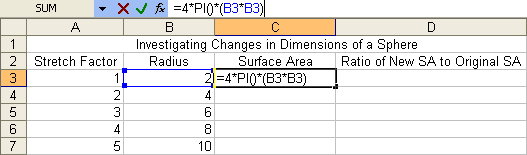 SUM =4*PI()*(B3*B3)
A B C D
1 Investigating Changes in Dimensions of a Sphere
2 Stretch Factor Radius Surface Area Ratio of New SA to Original SA
3 1 2 =4*PI()*(B3*B3)
4 2 4
5 3 6
6 4 8
7 5 10